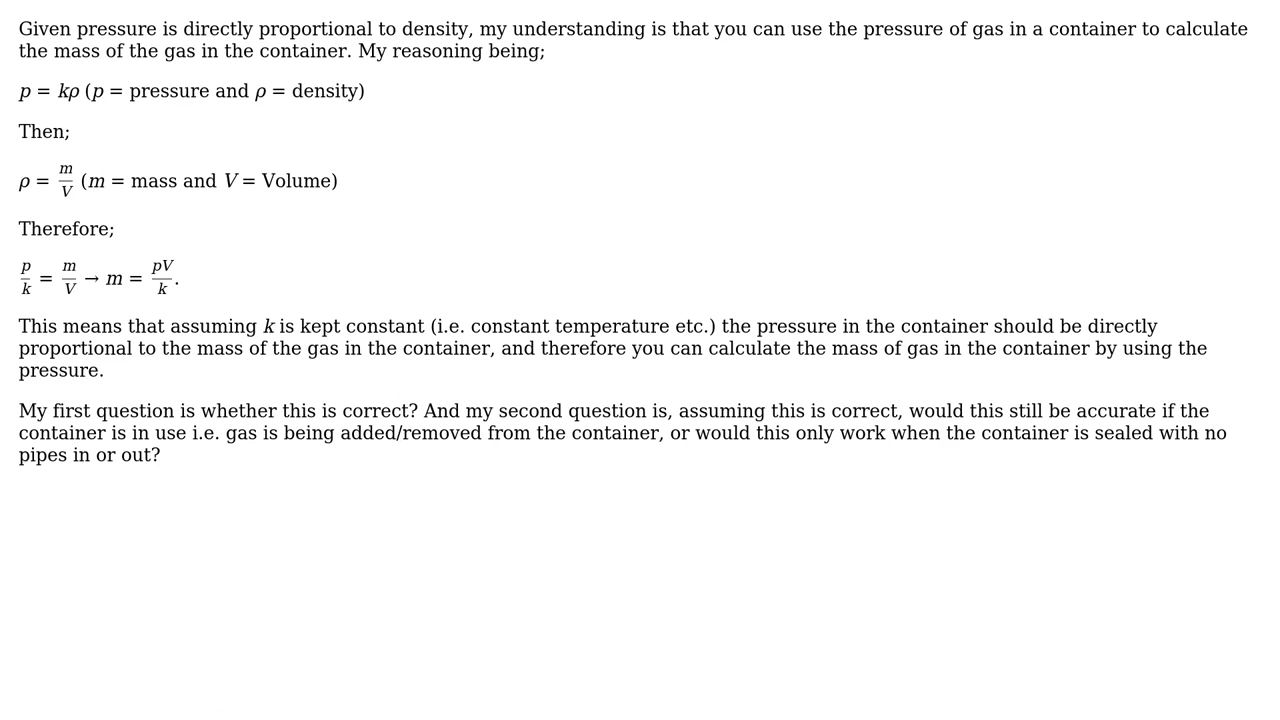 Given pressure is directly proportional to density, my understanding is that you can use the pressure of gas in a container to calculate
the mass of the gas in the container. My reasoning being;
p = kρ (p = pressure and ρ = density)
Then;
ρ = m/V (m = mass and V = Volume)
Therefore;
p/k = m/V → m = pV/k.
This means that assuming k is kept constant (i.e. constant temperature etc.) the pressure in the container should be directly
proportional to the mass of the gas in the container, and therefore you can calculate the mass of gas in the container by using the
pressure.
My first question is whether this is correct? And my second question is, assuming this is correct, would this still be accurate if the
container is in use i.e. gas is being added/removed from the container, or would this only work when the container is sealed with no
pipes in or out?